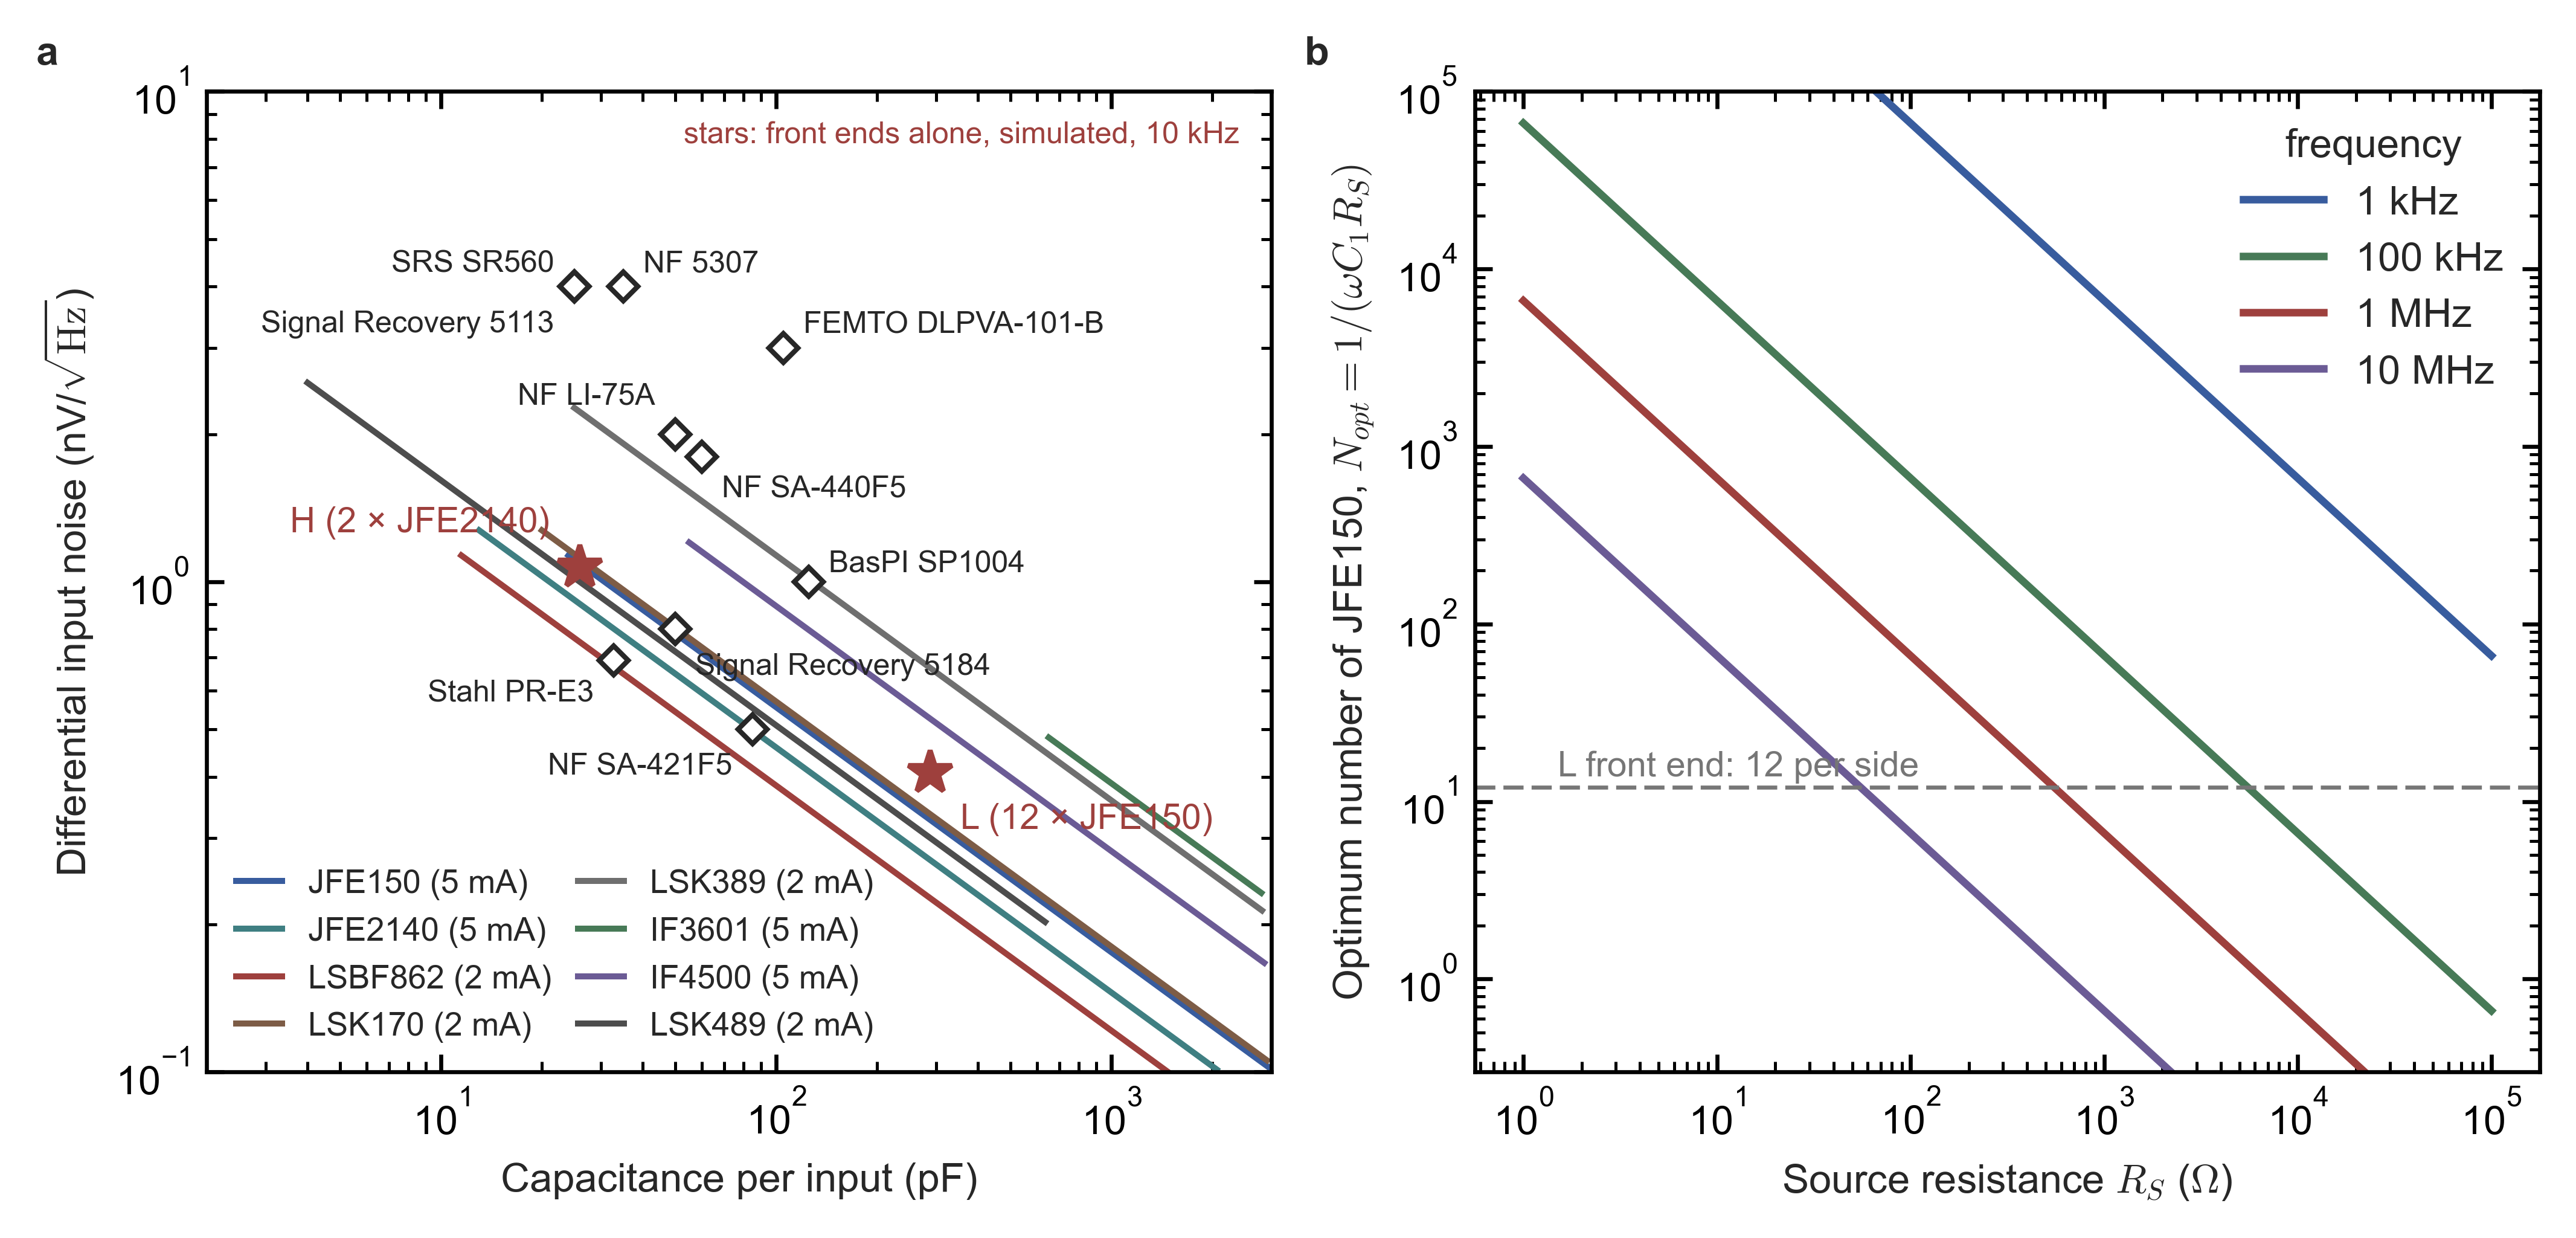 a
10^1
10^0
10^−1
Differential input noise (nV/√Hz)
stars: front ends alone, simulated, 10 kHz
SRS SR560
NF 5307
Signal Recovery 5113
FEMTO DLPVA-101-B
NF LI-75A
NF SA-440F5
H (2 × JFE2140)
BasPI SP1004
Signal Recovery 5184
Stahl PR-E3
NF SA-421F5
L (12 × JFE150)
JFE150 (5 mA)
JFE2140 (5 mA)
LSBF862 (2 mA)
LSK170 (2 mA)
LSK389 (2 mA)
IF3601 (5 mA)
IF4500 (5 mA)
LSK489 (2 mA)
10^1
10^2
10^3
Capacitance per input (pF)
b
10^5
10^4
10^3
10^2
10^1
10^0
Optimum number of JFE150, N_opt = 1/(ωC_1R_S)
frequency
1 kHz
100 kHz
1 MHz
10 MHz
L front end: 12 per side
10^0
10^1
10^2
10^3
10^4
10^5
Source resistance R_S (Ω)